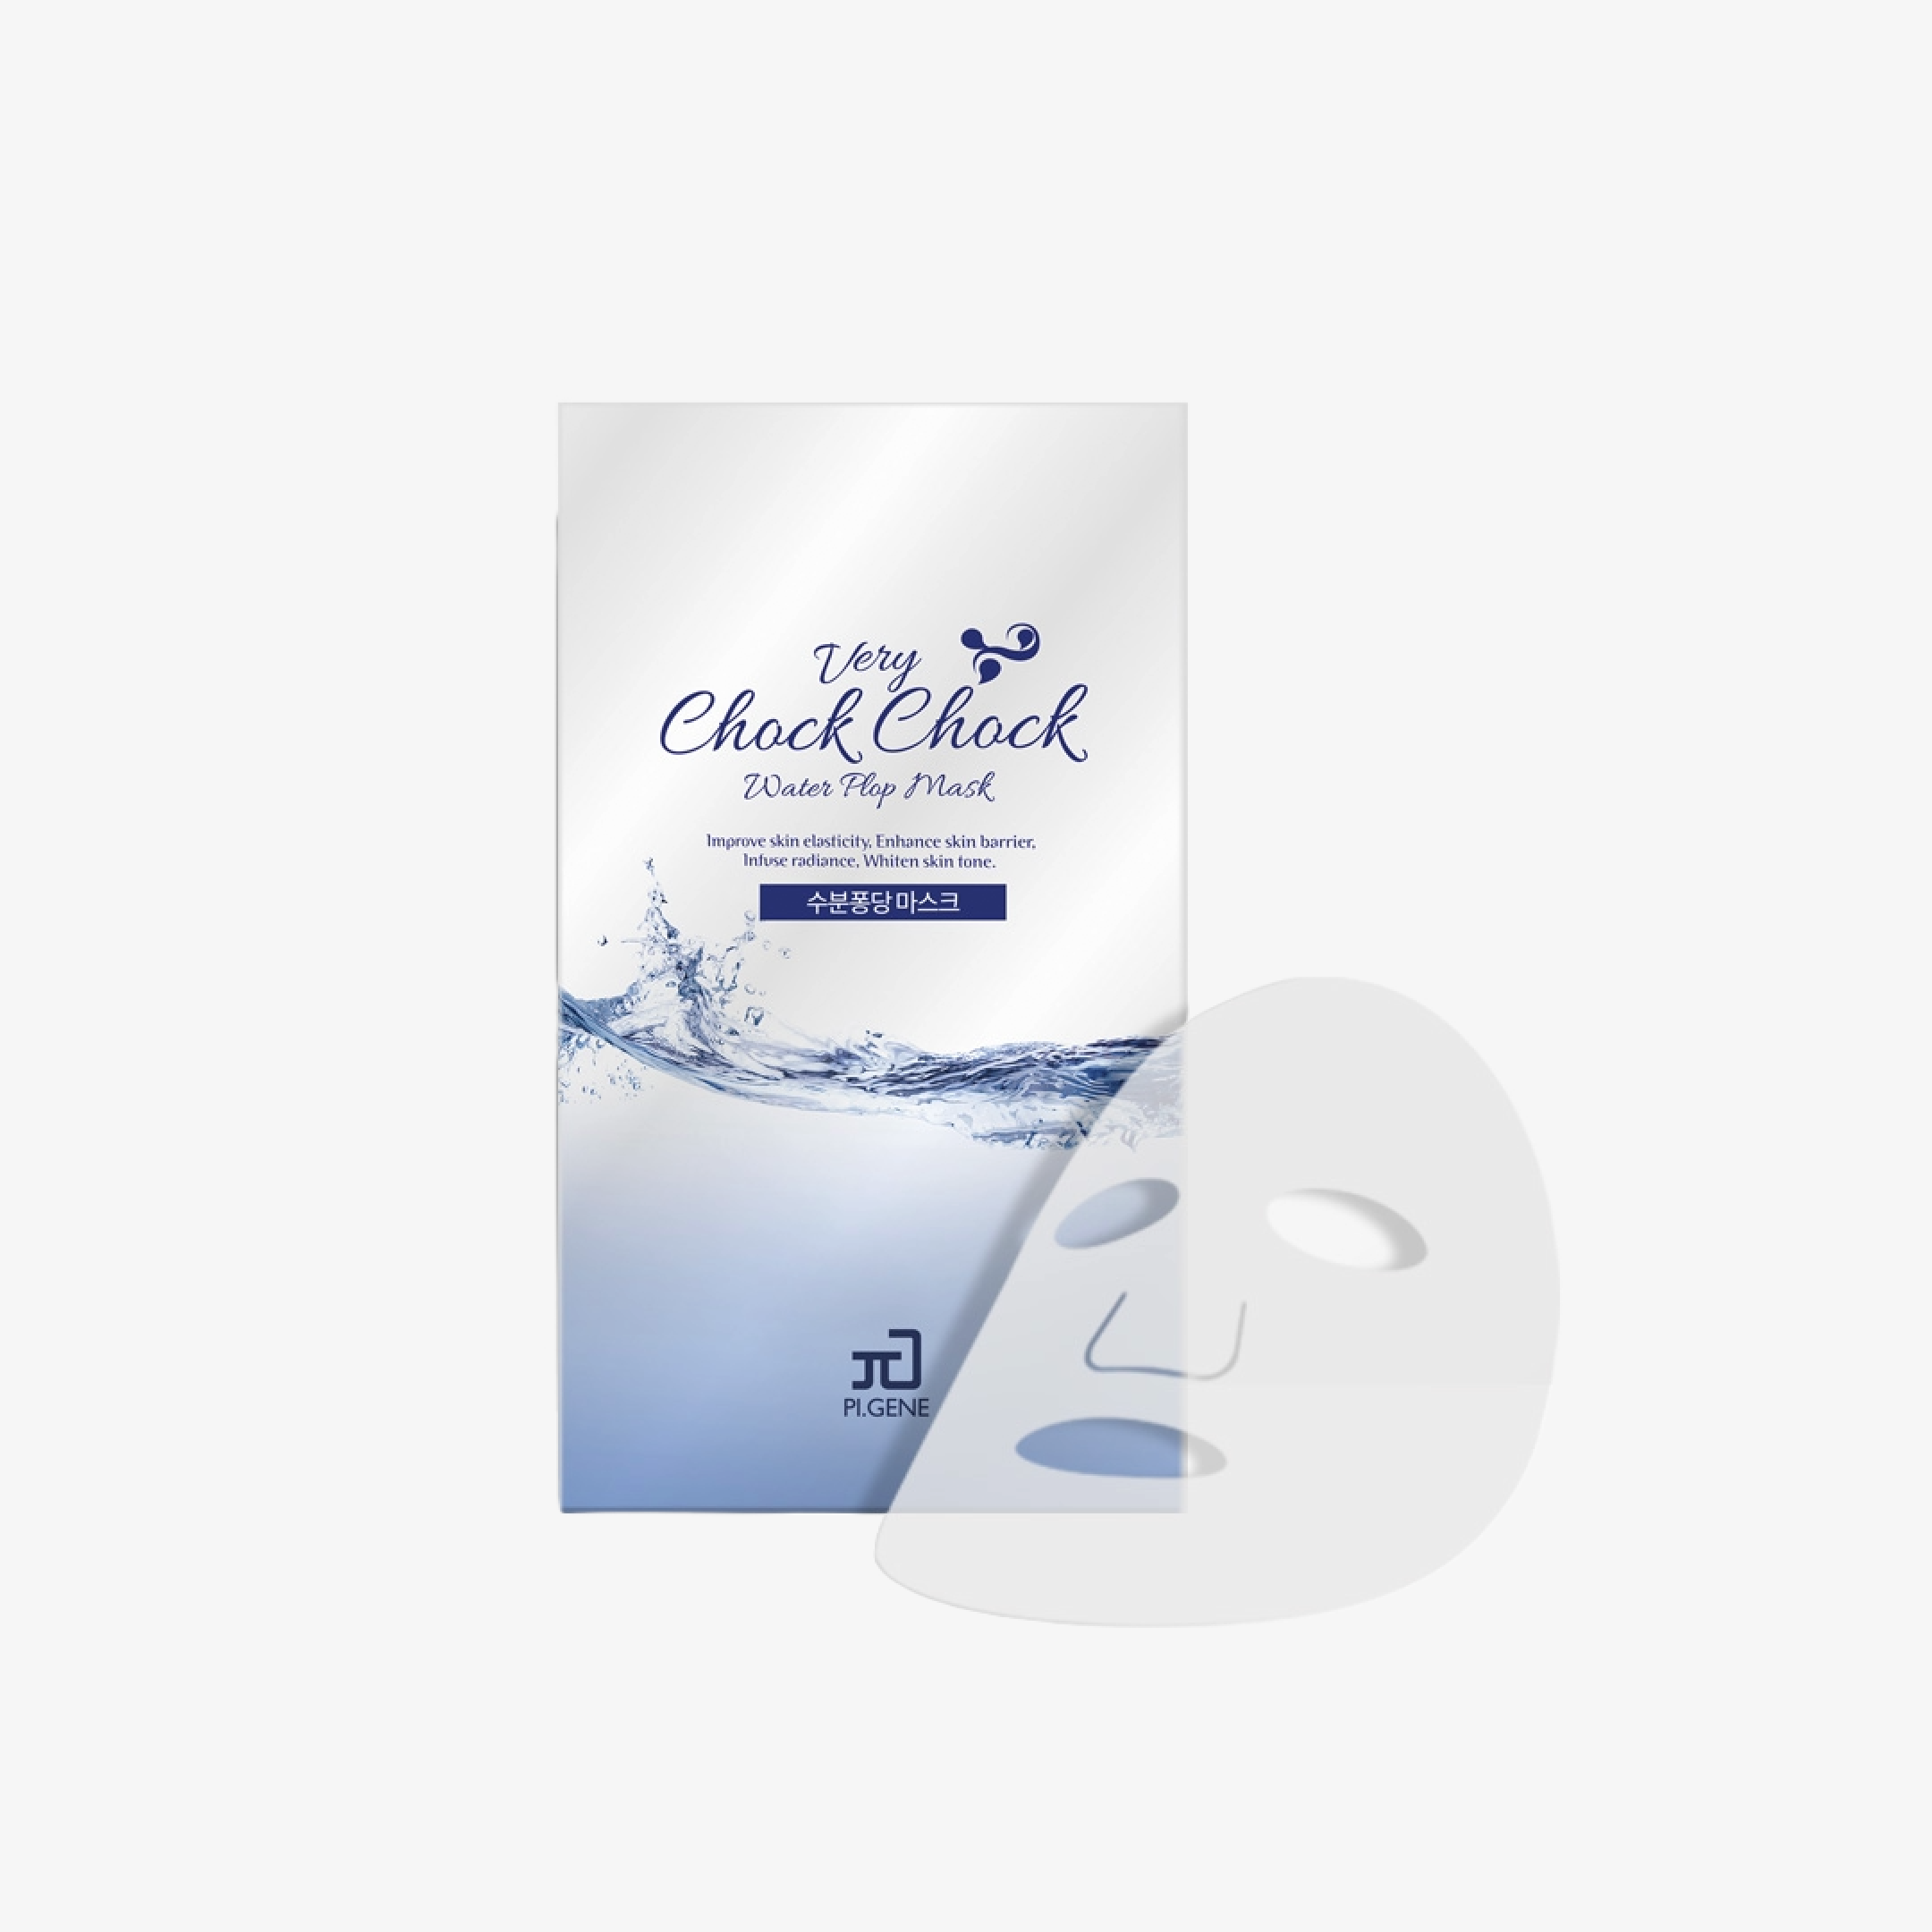 Very
Chock Chock
Water Plop Mask
Improve skin elasticity, Enhance skin barrier,
Infuse radiance, Whiten skin tone.
수분퐁당 마스크
PI.GENE